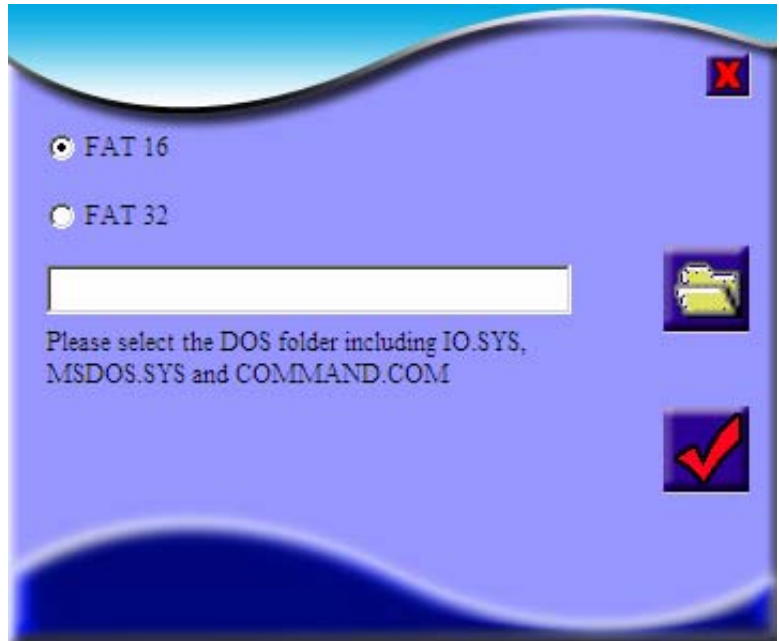 FAT 16
FAT 32
Please select the DOS folder including IO.SYS,
MSDOS.SYS and COMMAND.COM